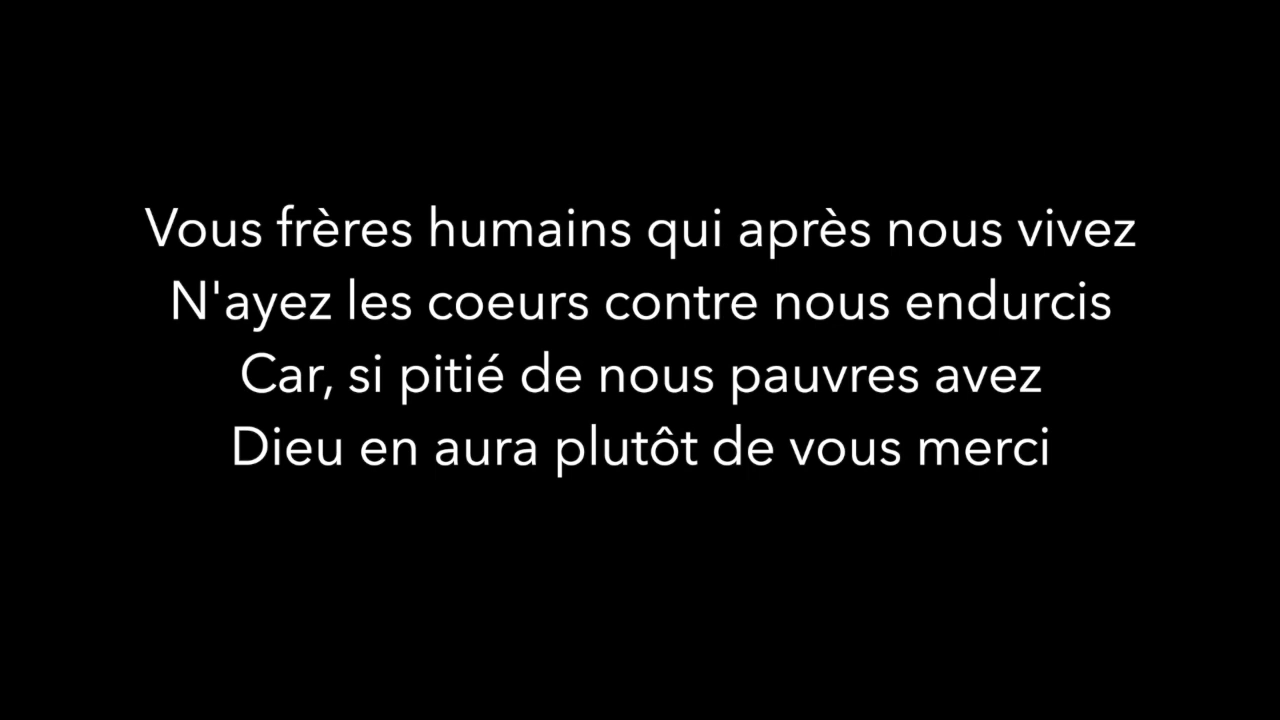 Vous frères humains qui après nous vivez
N'ayez les coeurs contre nous endurcis
Car, si pitié de nous pauvres avez
Dieu en aura plutôt de vous merci